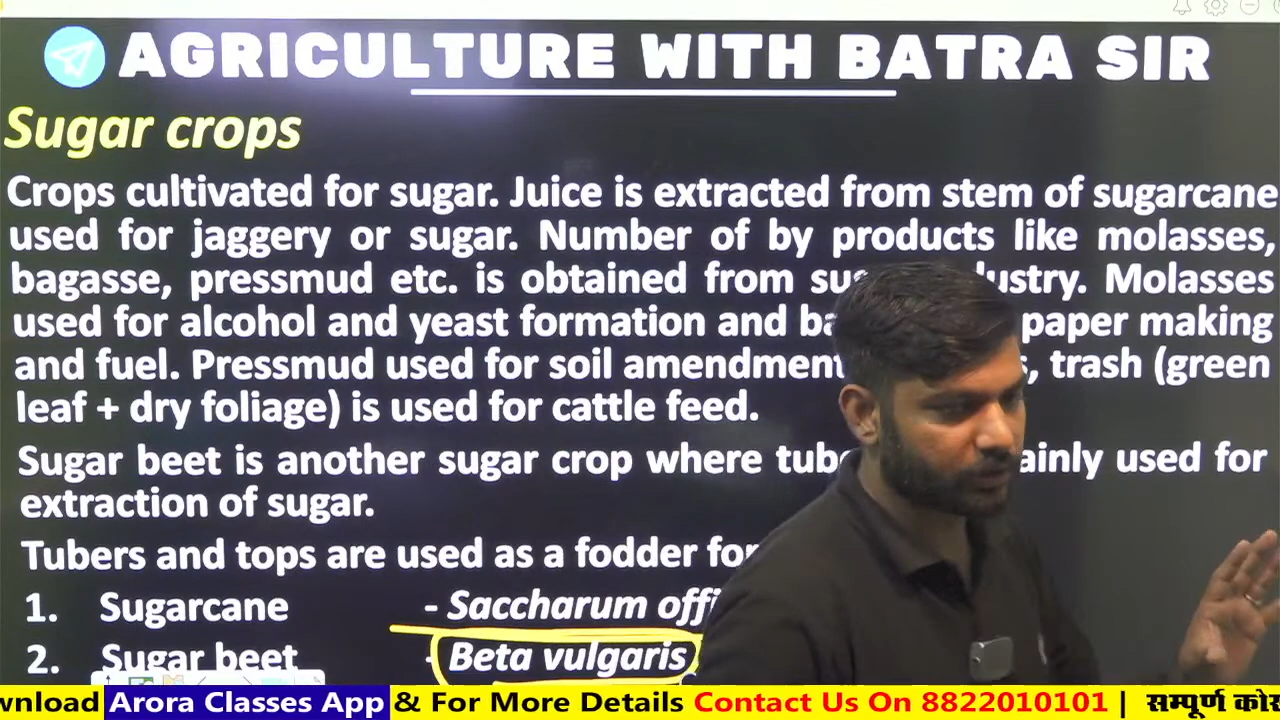 AGRICULTURE WITH BATRA SIR
Sugar crops
Crops cultivated for sugar. Juice is extracted from stem of sugarcane
used for jaggery or sugar. Number of by products like molasses,
bagasse, pressmud etc. is obtained from
Molasses
used for alcohol and yeast formation and
paper making
and fuel. Pressmud used for soil amendment
trash (green
leaf + dry foliage) is used for cattle feed.
Sugar beet is another sugar crop where
used for
extraction of sugar.
Tubers and tops are used as a fodder for
1. Sugarcane - Saccharum
2. Sugar beet - Beta vulgaris
Arora Classes App & For More Details Contact Us On 8822010101 | सम्पूर्ण